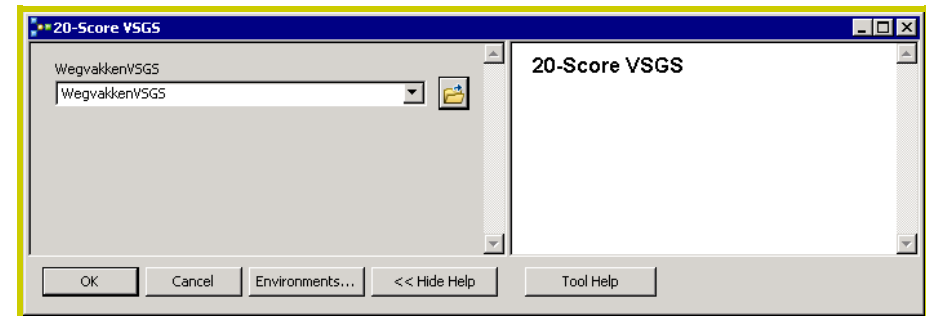 20-Score VSGS
WegvakkenVSGS
WegvakkenVSGS
20-Score VSGS
OK
Cancel
Environments...
<< Hide Help
Tool Help